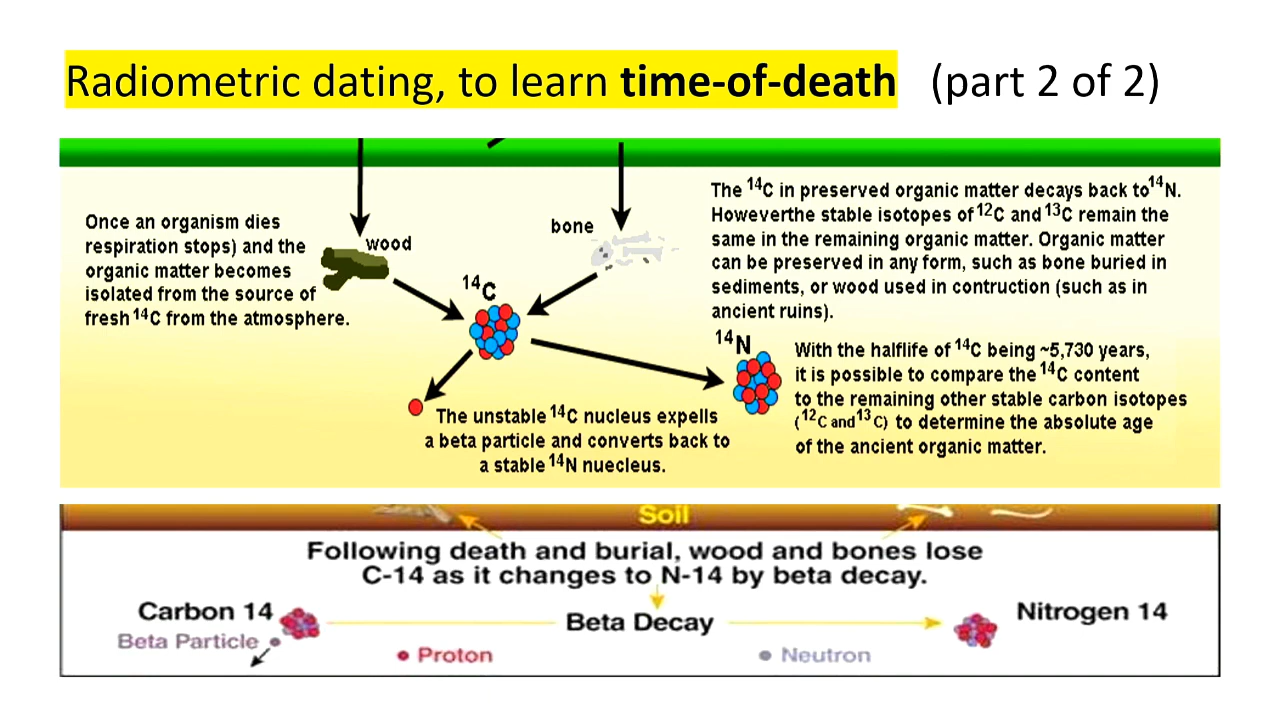 Radiometric dating, to learn time-of-death (part 2 of 2)
Once an organism dies
respiration stops) and the
organic matter becomes
isolated from the source of
fresh 14C from the atmosphere.
wood
bone
14C
The 14C in preserved organic matter decays back to14N.
Howeverthe stable isotopes of 12C and 13C remain the
same in the remaining organic matter. Organic matter
can be preserved in any form, such as bone buried in
sediments, or wood used in contruction (such as in
ancient ruins).
14N
With the halflife of 14C being ~5,730 years,
it is possible to compare the 14C content
to the remaining other stable carbon isotopes
(12C and13C) to determine the absolute age
of the ancient organic matter.
The unstable 14C nucleus expells
a beta particle and converts back to
a stable 14N nuecleus.
Soil
Following death and burial, wood and bones lose
C-14 as it changes to N-14 by beta decay.
Carbon 14
Beta Decay
Nitrogen 14
Beta Particle
Proton
Neutron